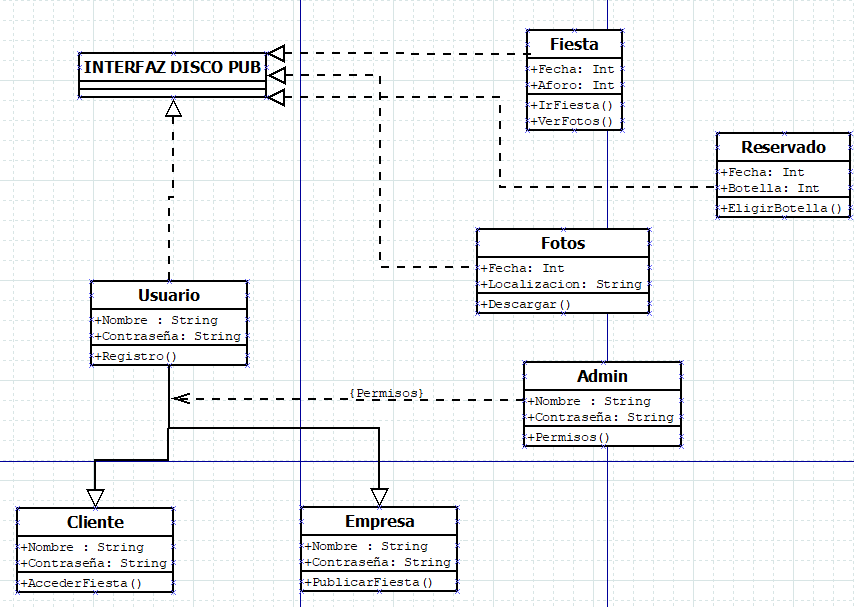 INTERFAZ DISCO PUB
Fiesta
+Fecha: Int
+Aforo: Int
+IrFiesta()
+VerFotos()
Reservado
+Fecha: Int
+Botella: Int
+EligirBotella()
Fotos
+Fecha: Int
+Localizacion: String
+Descargar()
Usuario
+Nombre : String
+Contraseña: String
+Registro()
{Permisos}
Admin
+Nombre : String
+Contraseña: String
+Permisos()
Cliente
+Nombre : String
+Contraseña: String
+AccederFiesta()
Empresa
+Nombre : String
+Contraseña: String
+PublicarFiesta()